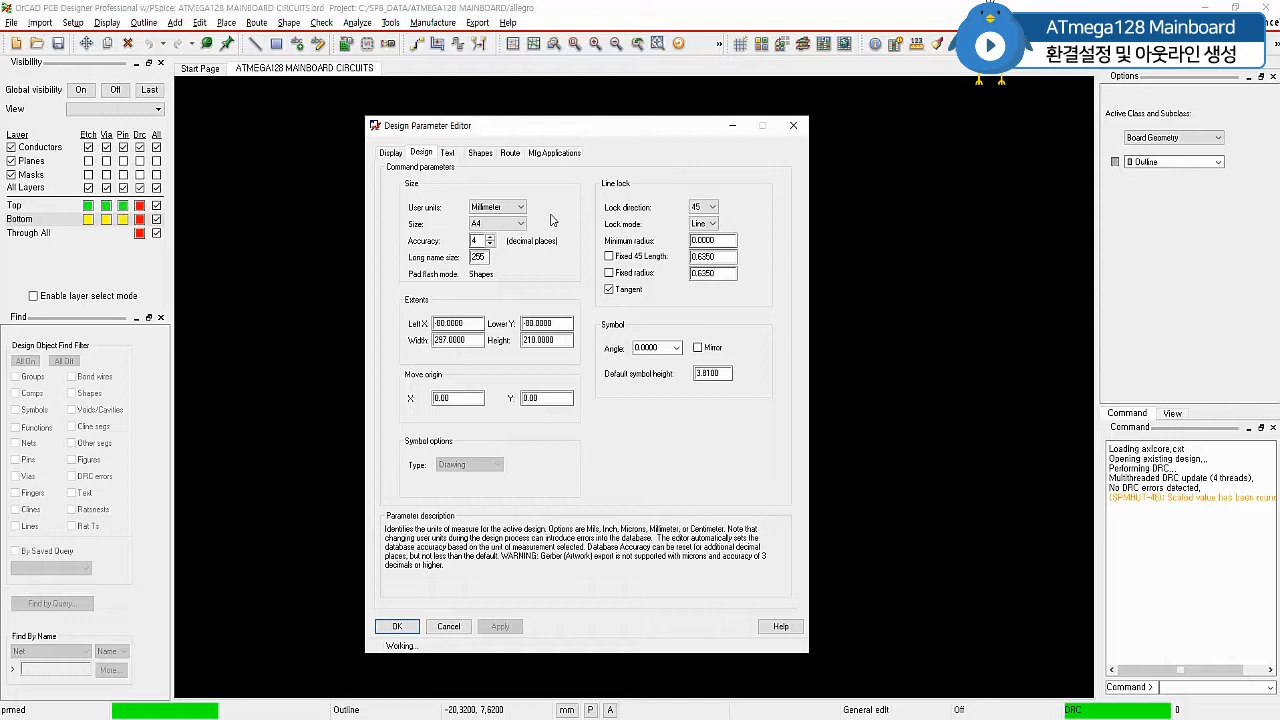 OrCAD PCB Designer Professional w/PSpice: ATMEGA128 MAINBOARD CIRCUITS.brd Project: C:/SPB_DATA/ATMEGA128 MAINBOARD/allegro
File Import Setup Display Outline Add Edit Place Route Shapes Check Tools Manufacture Export Help
ATmega128 Mainboard
환결설정 및 아웃라인 생성
Visibility
Start Page ATMEGA128 MAINBOARD CIRCUITS
Options
Global visibility On Off Last
View
Layer Etch Via Pin Drc All
Conductors
Planes
Masks
All Layers
Top
Bottom
Through All
Enable layer select mode
Find
Design Object Find Filter
All On All Off
Groups Bond wires
Comps Shapes
Symbols Voids/Cavities
Functions Cline segs
Nets Other segs
Pins Figures
Vias DRC errors
Fingers Text
Clines Ratsnests
Lines Rat Ts
By Saved Query
Find by Query...
Find By Name
Net Name
> More...
Design Parameter Editor
Display Design Text Shapes Route Mfg Applications
Command parameters
Size
User units: Millimeter
Size: A4
Accuracy: 4 (decimal places)
Long name size: 255
Pad flash mode: Shapes
Extents
Left X: -80.0000 Lower Y: -80.0000
Width: 297.0000 Height: 210.0000
Move origin
X: 0.00 Y: 0.00
Symbol options
Type: Drawing
Line lock
Lock direction: 45
Lock mode: Line
Minimum radius: 0.0000
Fixed 45 Length: 0.6350
Fixed radius: 0.6350
Tangent
Symbol
Angle: 0.0000 Mirror
Default symbol height: 3.8100
Parameter description
Identifies the units of measure for the active design. Options are Mils, Inch, Microns, Millimeter, or Centimeter. Note that
changing user units during the design process can introduce errors into the database. The editor automatically sets the
database accuracy based on the unit of measurement selected. Database Accuracy can be reset for additional decimal
places, but not less than the default. WARNING: Gerber (Artwork) export is not supported with microns and accuracy of 3
decimals or higher.
OK Cancel Apply Help
Working...
Active Class and Subclass:
Board Geometry
Outline
Command View
Command
Loading axlcore.cxt
Opening existing design...
Performing DRC...
Multithreaded DRC update (4 threads).
No DRC errors detected.
(SPMHUT-48): Scaled value has been roun
Command >
prmed Outline -20.3200, 7.6200 mm P A General edit Off DRC 0